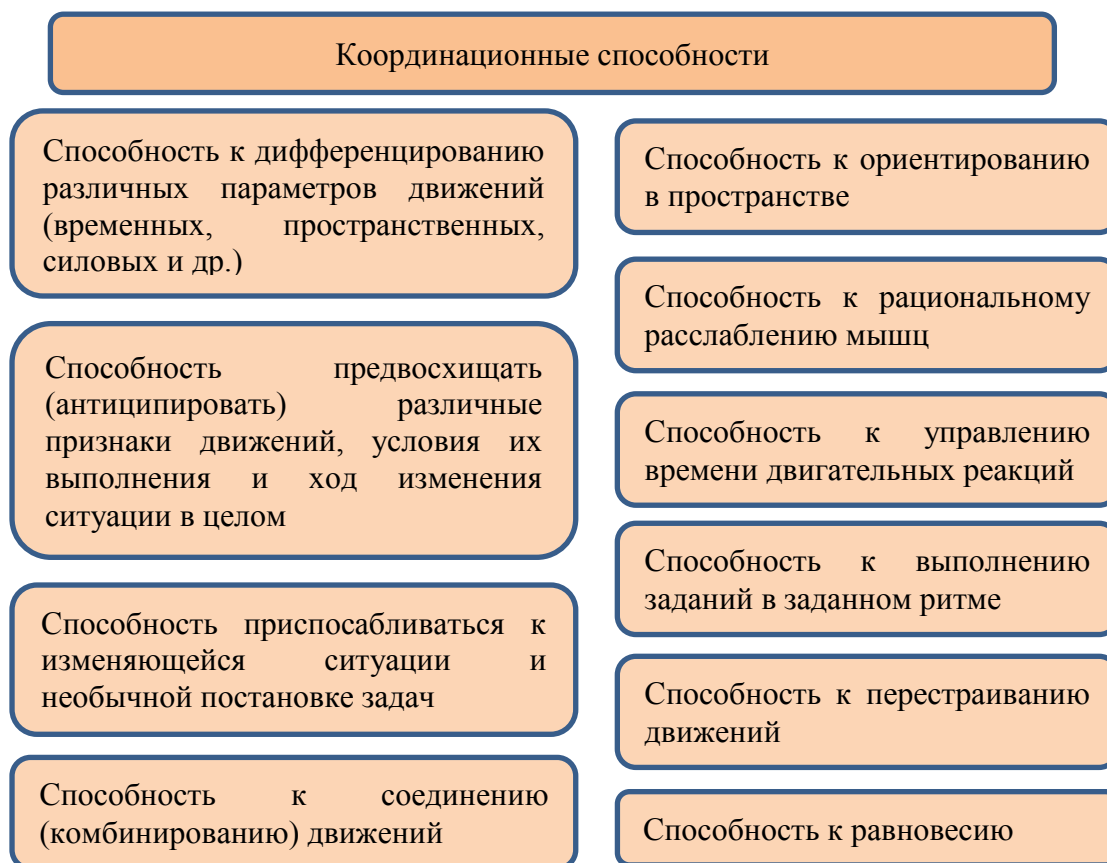 Координационные способности
Способность к дифференцированию
различных параметров движений
(временных, пространственных,
силовых и др.)
Способность предвосхищать
(антиципировать) различные
признаки движений, условия их
выполнения и ход изменения
ситуации в целом
Способность приспосабливаться к
изменяющейся ситуации и
необычной постановке задач
Способность к соединению
(комбинированию) движений
Способность к ориентированию
в пространстве
Способность к рациональному
расслаблению мышц
Способность к управлению
времени двигательных реакций
Способность к выполнению
заданий в заданном ритме
Способность к перестраиванию
движений
Способность к равновесию